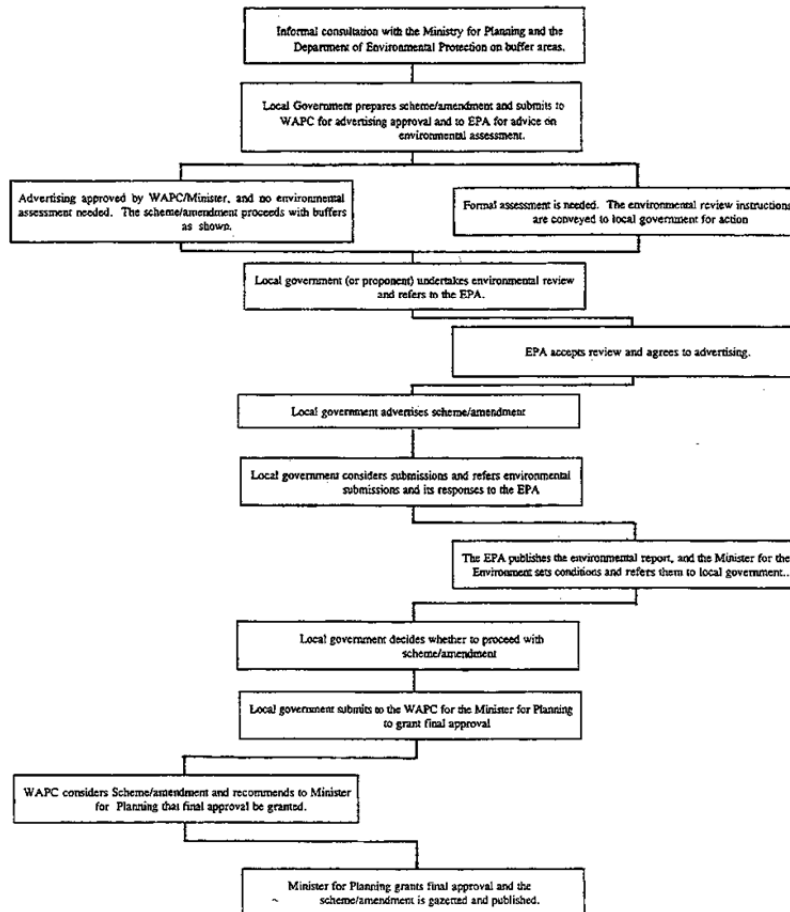 Informal consultation with the Ministry for Planning and the
Department of Environmental Protection on buffer areas.
Local Government prepares scheme/amendment and submits to
WAPC for advertising approval and to EPA for advice on
environmental assessment.
Advertising approved by WAPC/Minister, and no environmental
assessment needed. The scheme/amendment proceeds with buffers
as shown.
Formal assessment is needed. The environmental review instructions
are conveyed to local government for action
Local government (or proponent) undertakes environmental review
and refers to the EPA.
EPA accepts review and agrees to advertising.
Local government advertises scheme/amendment
Local government considers submissions and refers environmental
submissions and its responses to the EPA
The EPA publishes the environmental report, and the Minister for the
Environment sets conditions and refers them to local government..
Local government decides whether to proceed with
scheme/amendment
Local government submits to the WAPC for the Minister for Planning
to grant final approval
WAPC considers Scheme/amendment and recommends to Minister
for Planning that final approval be granted.
Minister for Planning grants final approval and the
scheme/amendment is gazetted and published.